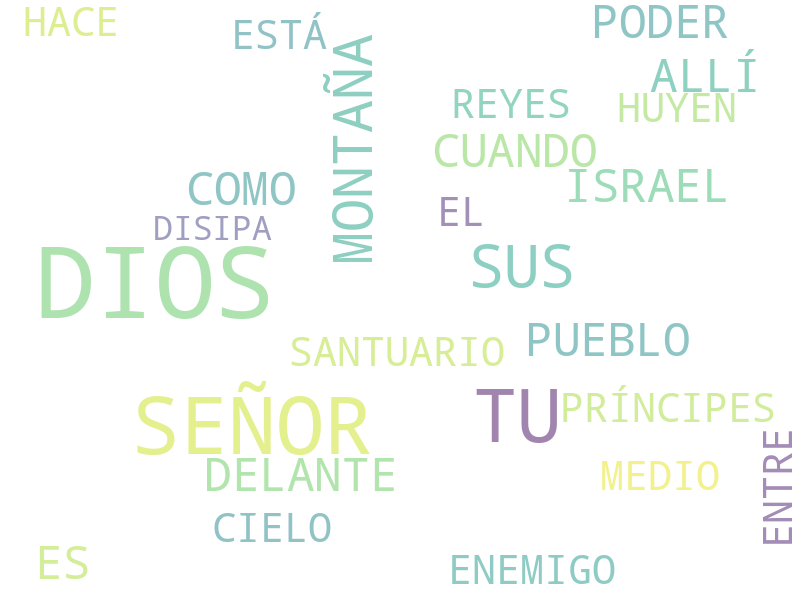 HACE
ESTÁ
PODER
MONTAÑA
ALLÍ
REYES
HUYEN
CUANDO
COMO
ISRAEL
DISIPA
EL
DIOS
SUS
SANTUARIO
PUEBLO
SEÑOR
TU
PRÍNCIPES
DELANTE
MEDIO
ENTRE
CIELO
ES
ENEMIGO